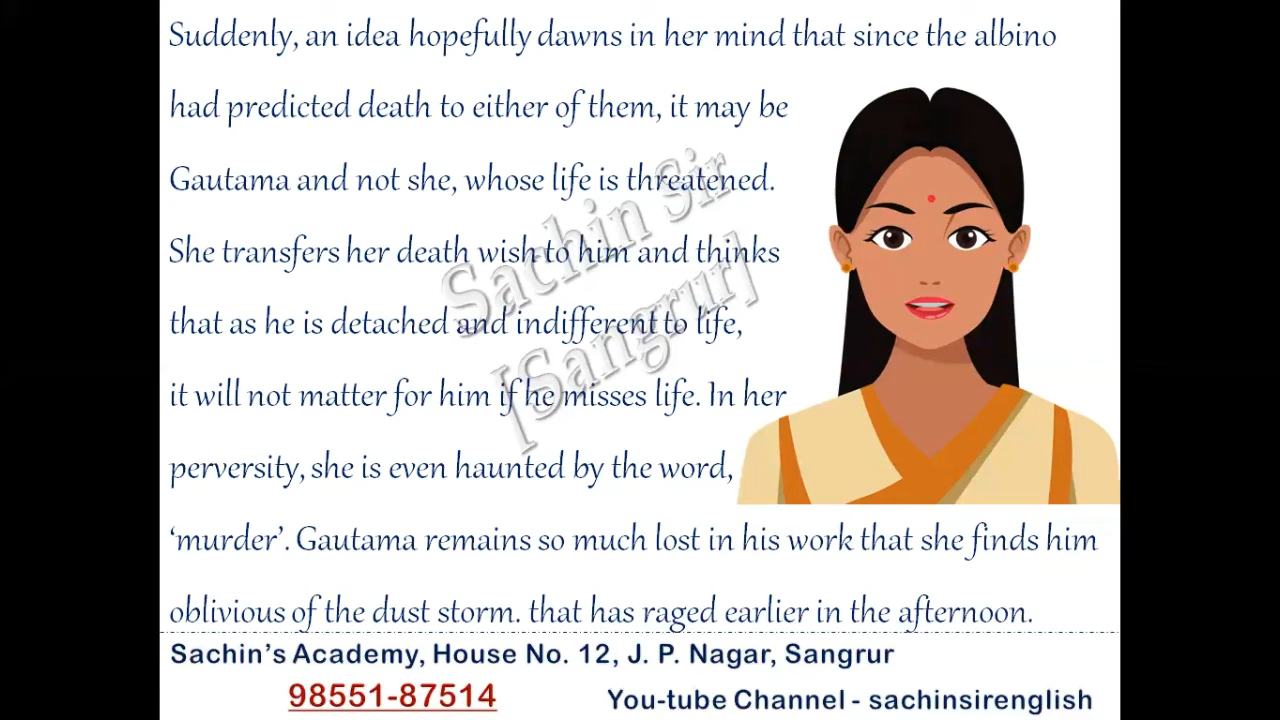 Suddenly, an idea hopefully dawns in her mind that since the albino
had predicted death to either of them, it may be
Gautama and not she, whose life is threatened.
She transfers her death wish to him and thinks
that as he is detached and indifferent to life,
it will not matter for him if he misses life. In her
perversity, she is even haunted by the word,
‘murder’. Gautama remains so much lost in his work that she finds him
oblivious of the dust storm. that has raged earlier in the afternoon.
Sachin Sir
[Sangrur]
Sachin’s Academy, House No. 12, J. P. Nagar, Sangrur
98551-87514
You-tube Channel - sachinsirenglish